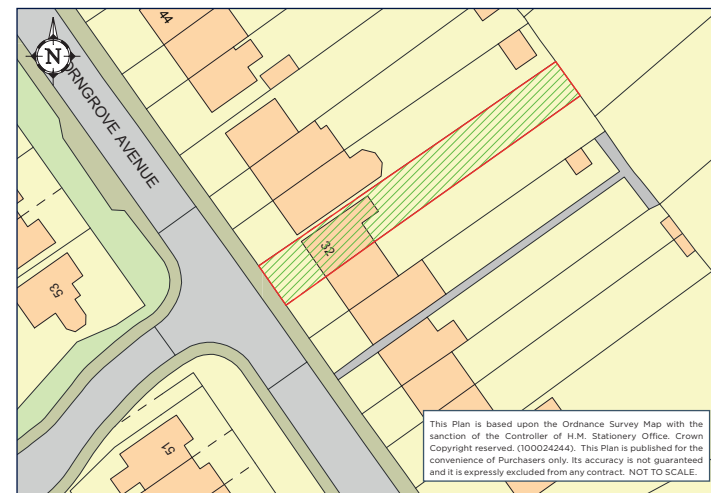 44
N
ORNGROVE AVENUE
32
53
51
This Plan is based upon the Ordnance Survey Map with the
sanction of the Controller of H.M. Stationery Office. Crown
Copyright reserved. (100024244). This Plan is published for the
convenience of Purchasers only. Its accuracy is not guaranteed
and it is expressly excluded from any contract. NOT TO SCALE.